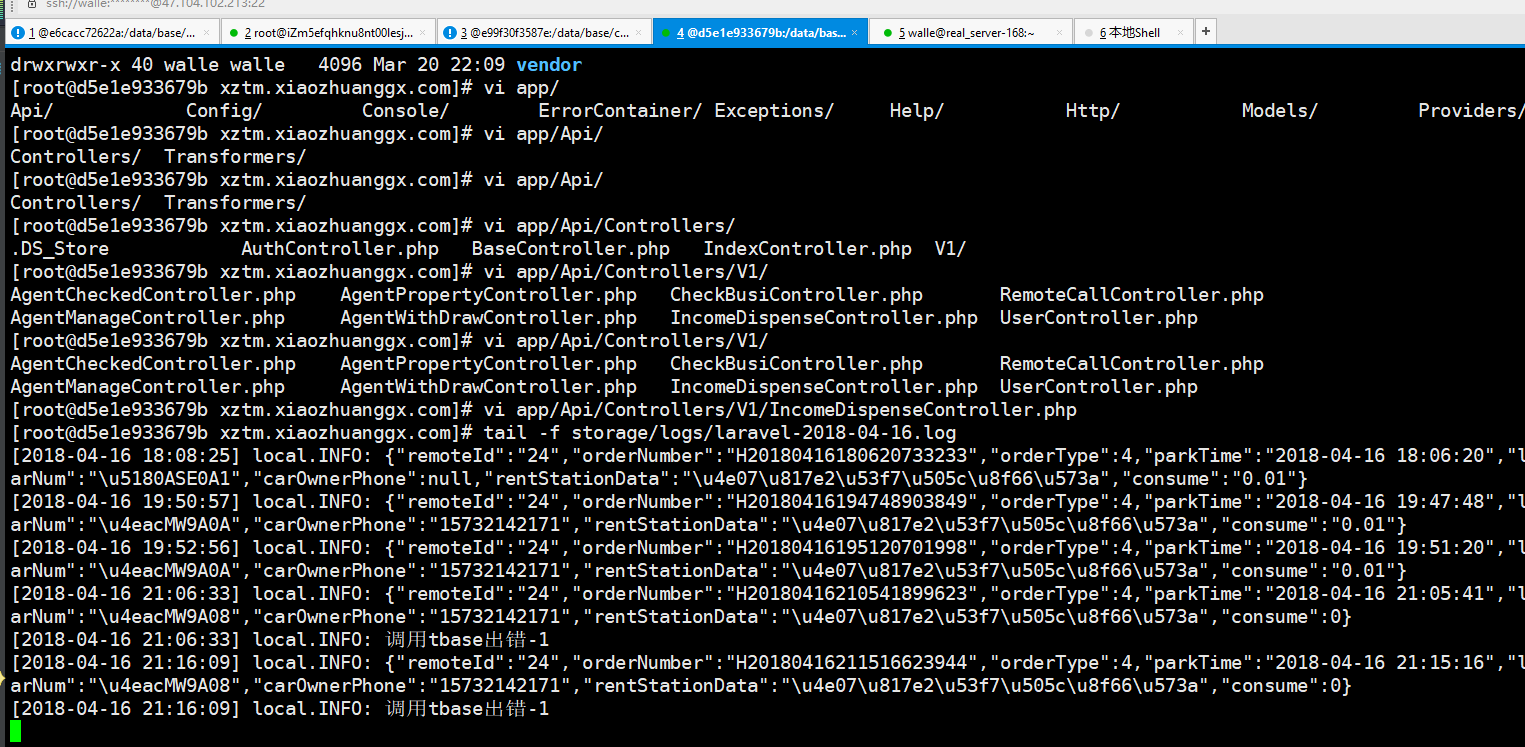 ssh://walle:********@47.104.102.213:22
1 @e6cacc72622a:/data/base/... × 2 root@iZm5efqhknu8nt00lesj... × 3 @e99f30f3587e:/data/base/c... × 4 @d5e1e933679b:/data/bas... × 5 walle@real_server-168:~ × 6 本地Shell × +
drwxrwxr-x 40 walle walle 4096 Mar 20 22:09 vendor
[root@d5e1e933679b xztm.xiaozhuanggx.com]# vi app/
Api/ Config/ Console/ ErrorContainer/ Exceptions/ Help/ Http/ Models/ Providers/
[root@d5e1e933679b xztm.xiaozhuanggx.com]# vi app/Api/
Controllers/ Transformers/
[root@d5e1e933679b xztm.xiaozhuanggx.com]# vi app/Api/
Controllers/ Transformers/
[root@d5e1e933679b xztm.xiaozhuanggx.com]# vi app/Api/Controllers/
.DS_Store AuthController.php BaseController.php IndexController.php V1/
[root@d5e1e933679b xztm.xiaozhuanggx.com]# vi app/Api/Controllers/V1/
AgentCheckedController.php AgentPropertyController.php CheckBusiController.php RemoteCallController.php
AgentManageController.php AgentWithDrawController.php IncomeDispenseController.php UserController.php
[root@d5e1e933679b xztm.xiaozhuanggx.com]# vi app/Api/Controllers/V1/
AgentCheckedController.php AgentPropertyController.php CheckBusiController.php RemoteCallController.php
AgentManageController.php AgentWithDrawController.php IncomeDispenseController.php UserController.php
[root@d5e1e933679b xztm.xiaozhuanggx.com]# vi app/Api/Controllers/V1/IncomeDispenseController.php
[root@d5e1e933679b xztm.xiaozhuanggx.com]# tail -f storage/logs/laravel-2018-04-16.log
[2018-04-16 18:08:25] local.INFO: {"remoteId":"24","orderNumber":"H20180416180620733233","orderType":4,"parkTime":"2018-04-16 18:06:20","l
arNum":"\u5180ASE0A1","carOwnerPhone":null,"rentStationData":"\u4e07\u817e2\u53f7\u505c\u8f66\u573a","consume":"0.01"}
[2018-04-16 19:50:57] local.INFO: {"remoteId":"24","orderNumber":"H20180416194748903849","orderType":4,"parkTime":"2018-04-16 19:47:48","l
arNum":"\u4eacMW9A0A","carOwnerPhone":"15732142171","rentStationData":"\u4e07\u817e2\u53f7\u505c\u8f66\u573a","consume":"0.01"}
[2018-04-16 19:52:56] local.INFO: {"remoteId":"24","orderNumber":"H20180416195120701998","orderType":4,"parkTime":"2018-04-16 19:51:20","l
arNum":"\u4eacMW9A0A","carOwnerPhone":"15732142171","rentStationData":"\u4e07\u817e2\u53f7\u505c\u8f66\u573a","consume":"0.01"}
[2018-04-16 21:06:33] local.INFO: {"remoteId":"24","orderNumber":"H20180416210541899623","orderType":4,"parkTime":"2018-04-16 21:05:41","l
arNum":"\u4eacMW9A08","carOwnerPhone":"15732142171","rentStationData":"\u4e07\u817e2\u53f7\u505c\u8f66\u573a","consume":0}
[2018-04-16 21:06:33] local.INFO: 调用tbase出错-1
[2018-04-16 21:16:09] local.INFO: {"remoteId":"24","orderNumber":"H20180416211516623944","orderType":4,"parkTime":"2018-04-16 21:15:16","l
arNum":"\u4eacMW9A08","carOwnerPhone":"15732142171","rentStationData":"\u4e07\u817e2\u53f7\u505c\u8f66\u573a","consume":0}
[2018-04-16 21:16:09] local.INFO: 调用tbase出错-1